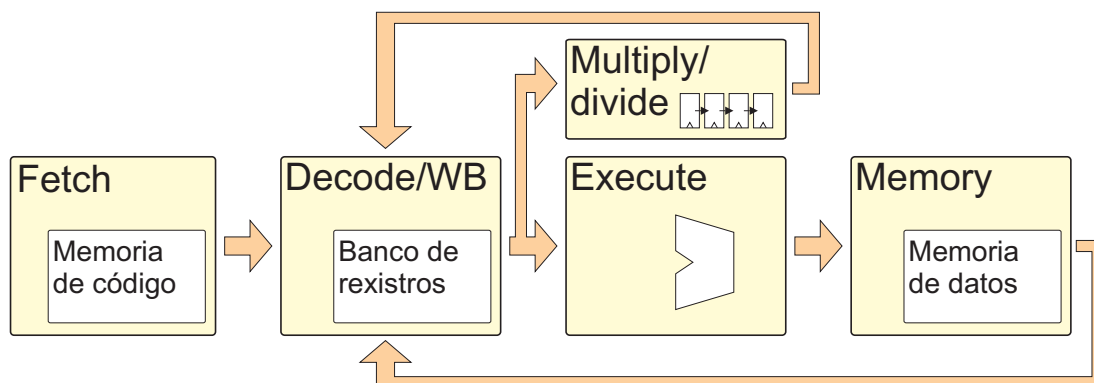 Multiply/
divide
Fetch
Decode/WB
Execute
Memory
Memoria
de código
Banco de
rexistros
Memoria
de datos